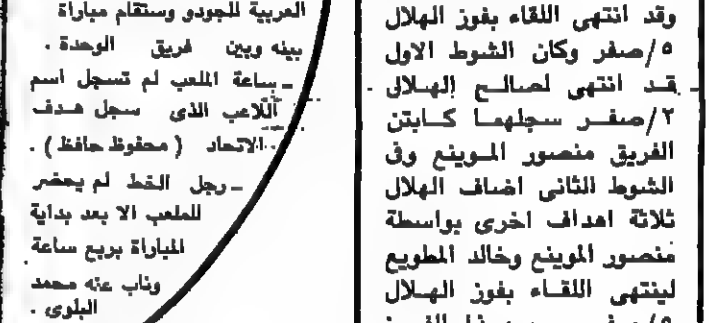 وقد انتهى اللقاء بفوز الهلال
٥/صفر وكان الشوط الاول
قد انتهى لصالح الهلال
٢/صفر سجلهما كابتن
الفريق منصور الموينع وفى
الشوط الثانى اضاف الهلال
ثلاثة اهداف اخرى بواسطة
منصور الموينع وخالد المطويع
لينتهى اللقاء بفوز الهلال
العربية للجودو وستقام مباراة
بينه وبين فريق الوحدة .
ـ ساعة الملعب لم تسجل اسم
اللاعب الذى سجل هدف
الاتحاد ( محفوظ حافظ ) .
ـ رجل الخط لم يحضر
للملعب الا بعد بداية
المباراة بربع ساعة
وناب عنه محمد
البلوى .